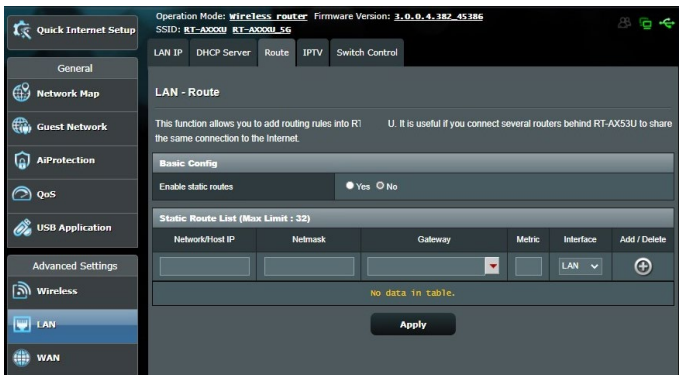 Operation Mode: Wireless router Firmware Version: 3.0.0.4.382_45386
SSID: RT-AXXXU RT-AXXXU_5G
Quick Internet Setup
General
Network Map
Guest Network
AiProtection
QoS
USB Application
Advanced Settings
Wireless
LAN
WAN
LAN IP DHCP Server Route IPTV Switch Control
LAN - Route
This function allows you to add routing rules into RT U. It is useful if you connect several routers behind RT-AX53U to share
the same connection to the Internet.
Basic Config
Enable static routes Yes No
Static Route List (Max Limit : 32)
Network/Host IP Netmask Gateway Metric Interface Add / Delete
LAN
No data in table.
Apply